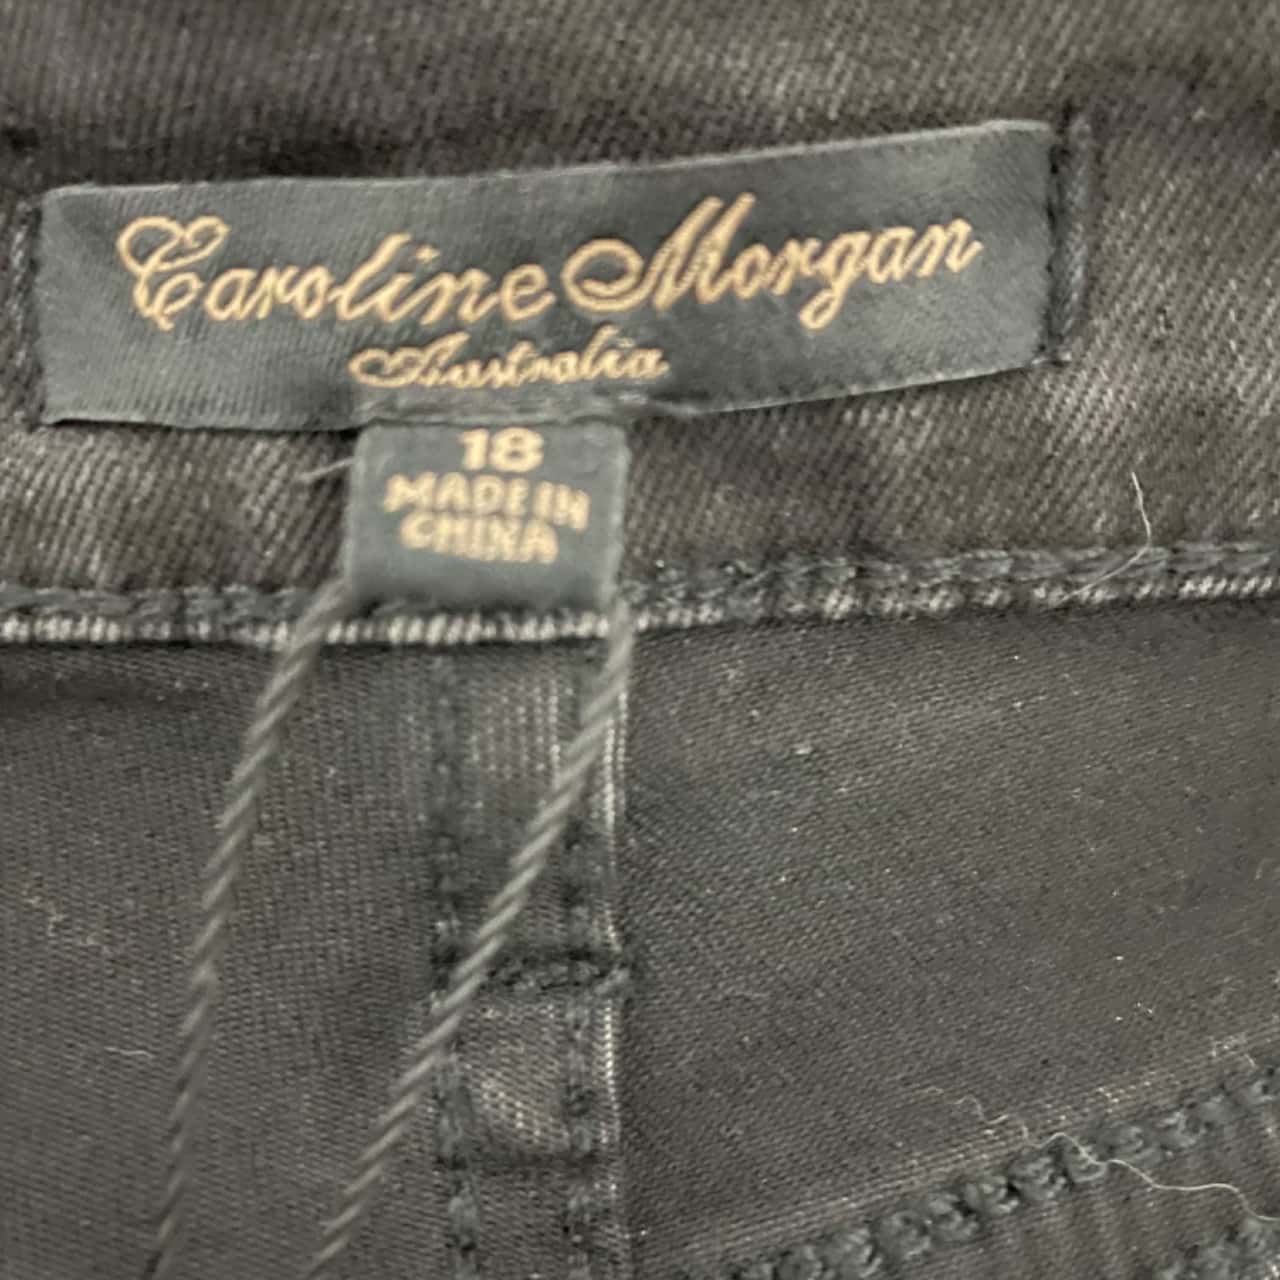 Caroline Morgan
Australia
18
MADE IN
CHINA